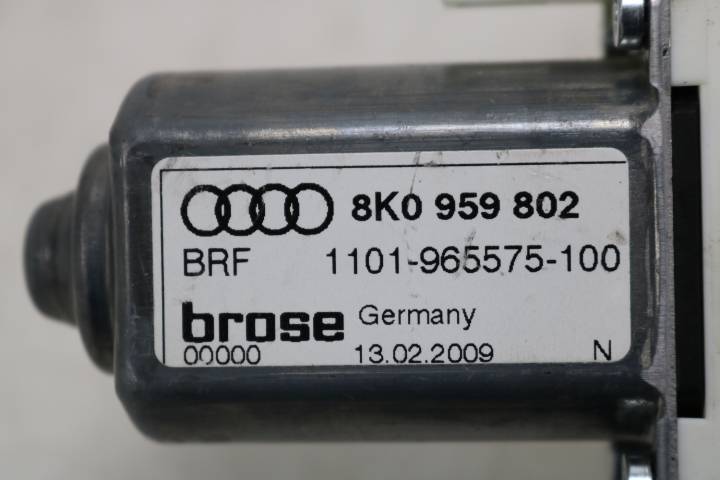 8K0 959 802
BRF 1101-965575-100
brose Germany
00000 13.02.2009 N